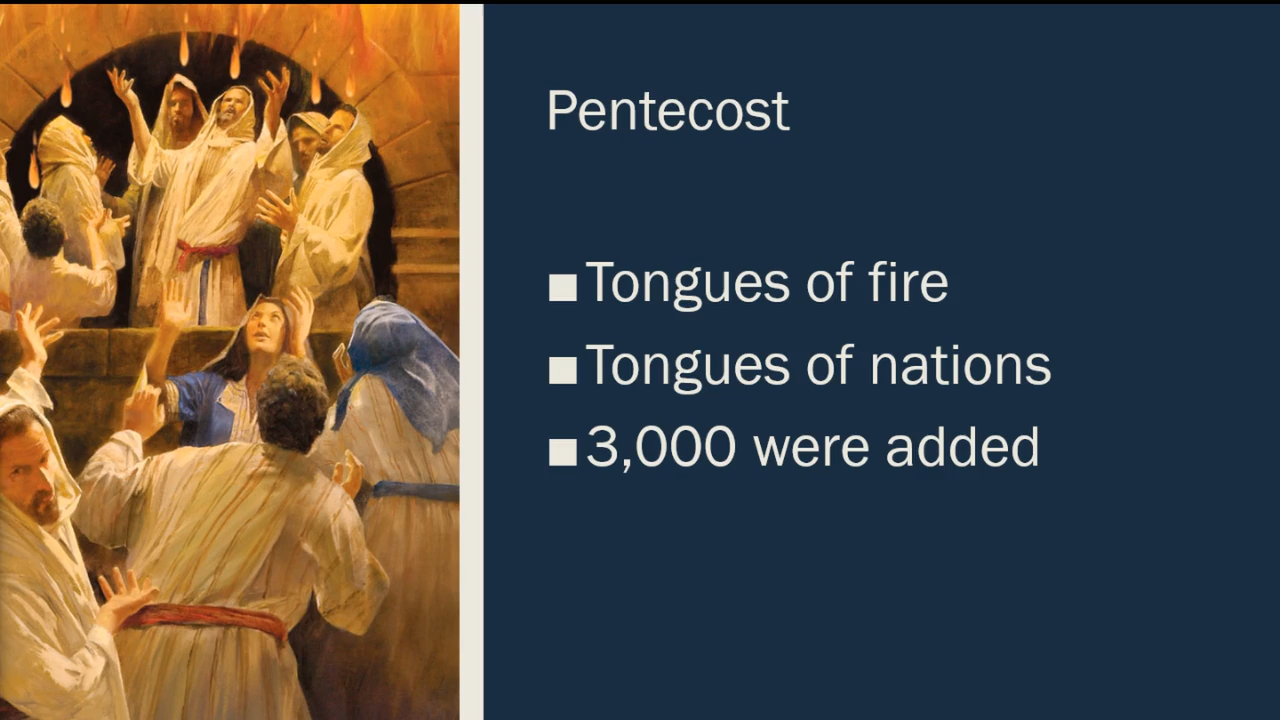 Pentecost
■Tongues of fire
■Tongues of nations
■3,000 were added